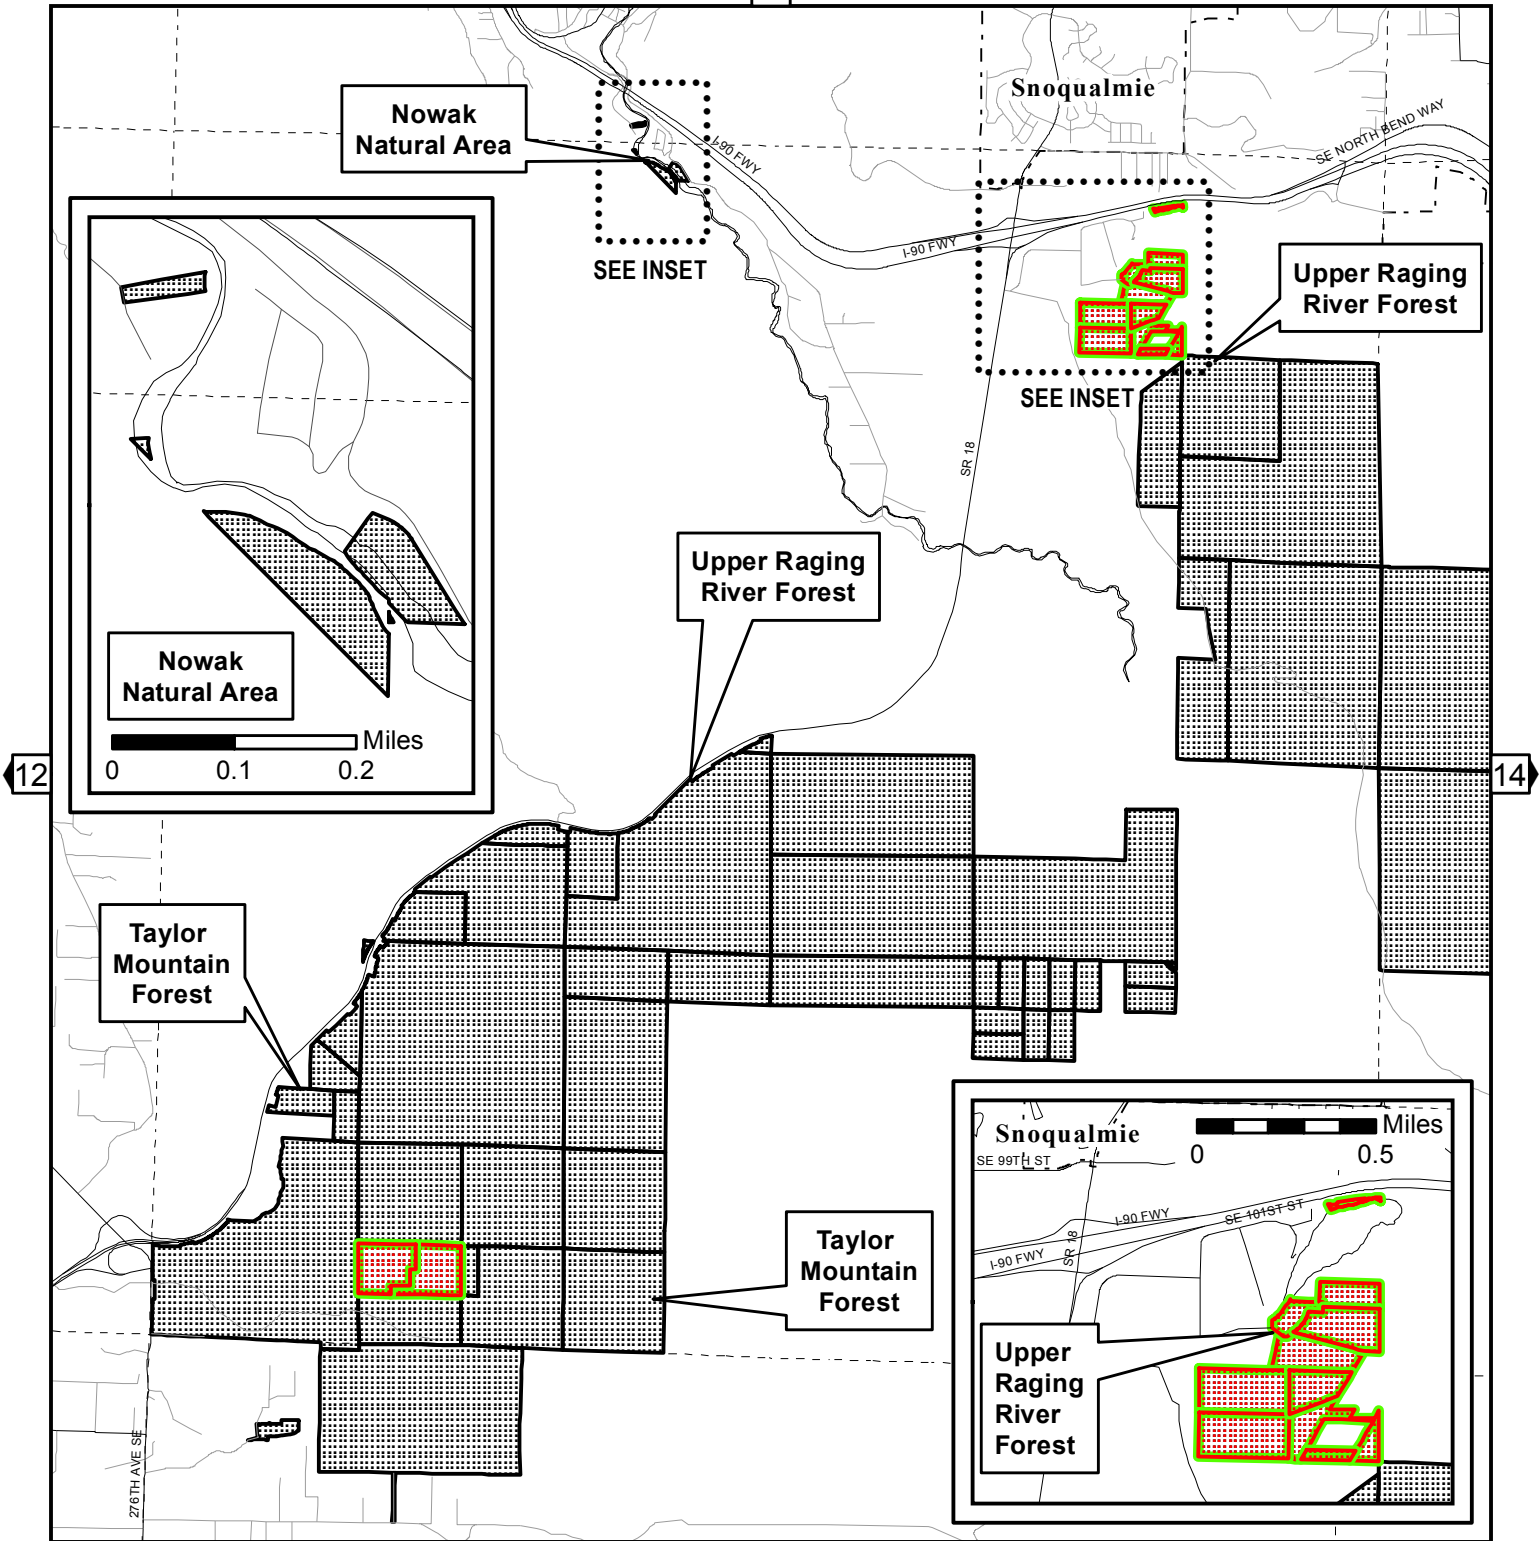 Snoqualmie
SE NORTH BEND WAY
Nowak
Natural Area
I-90 FWY
I-90 FWY
SEE INSET
Upper Raging
River Forest
SEE INSET
SR 18
Upper Raging
River Forest
Nowak
Natural Area
Miles
0 0.1 0.2
12
14
Taylor
Mountain
Forest
Taylor
Mountain
Forest
276TH AVE SE
Snoqualmie
Miles
0 0.5
SE 99TH ST
I-90 FWY
SE 101ST ST
I-90 FWY
SR 18
Upper
Raging
River
Forest